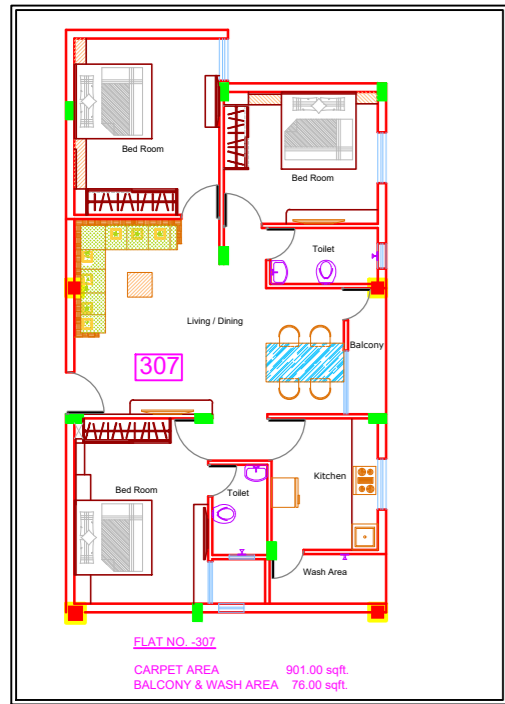 Bed Room
Bed Room
Toilet
Living / Dining
Balcony
307
Kitchen
Bed Room
Toilet
Wash Area
FLAT NO. -307
CARPET AREA 901.00 sqft.
BALCONY & WASH AREA 76.00 sqft.